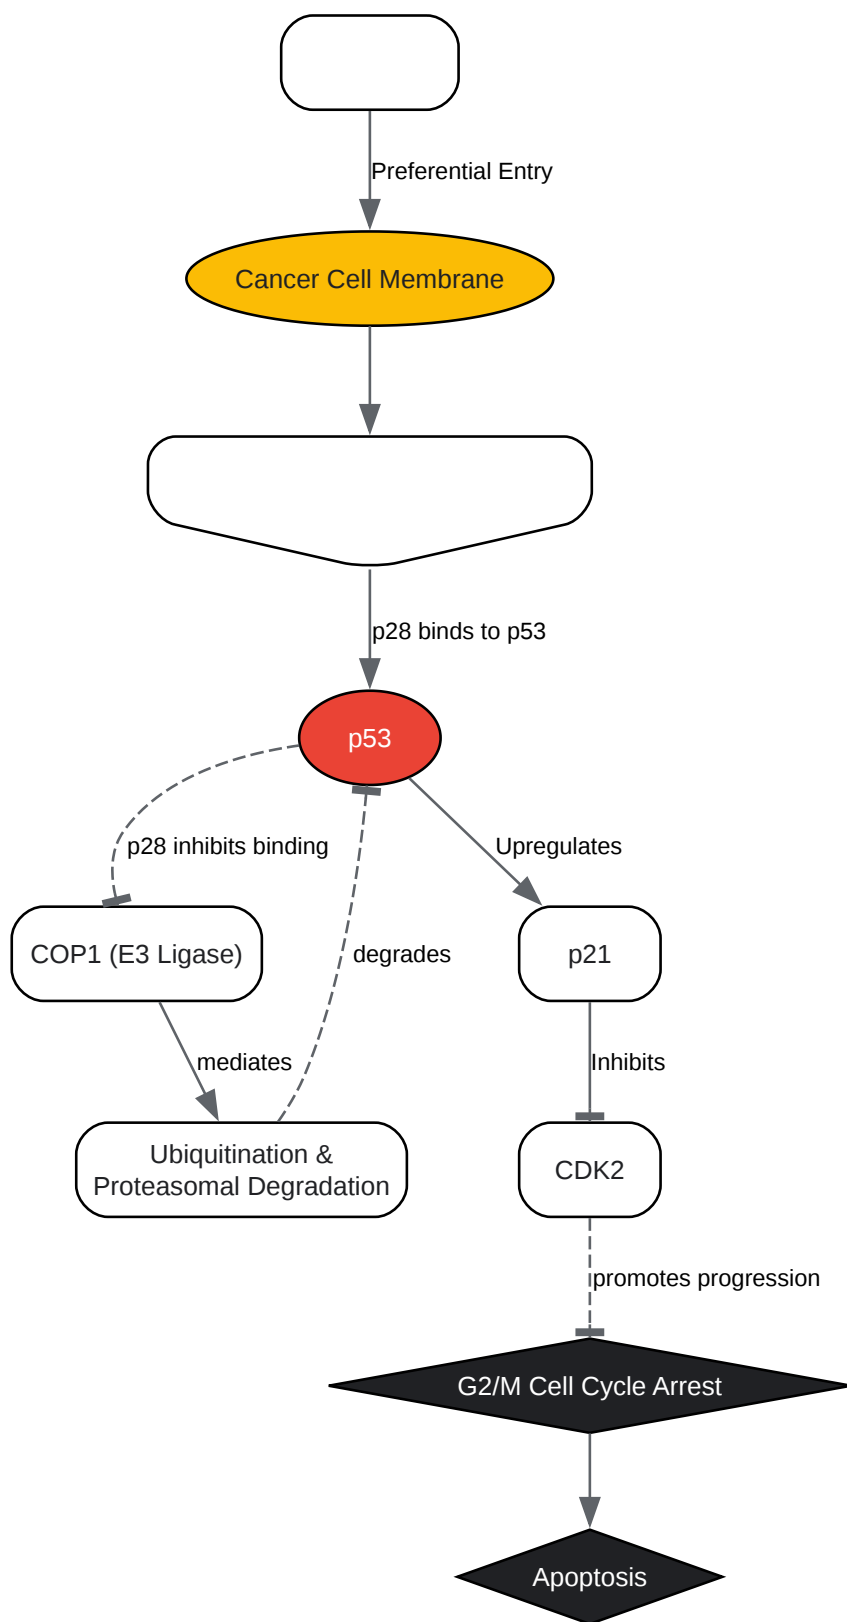 Preferential Entry
Cancer Cell Membrane
p28 binds to p53
p53
p28 inhibits binding
Upregulates
COP1 (E3 Ligase)
degrades
p21
mediates
Inhibits
Ubiquitination &
Proteasomal Degradation
CDK2
promotes progression
G2/M Cell Cycle Arrest
Apoptosis